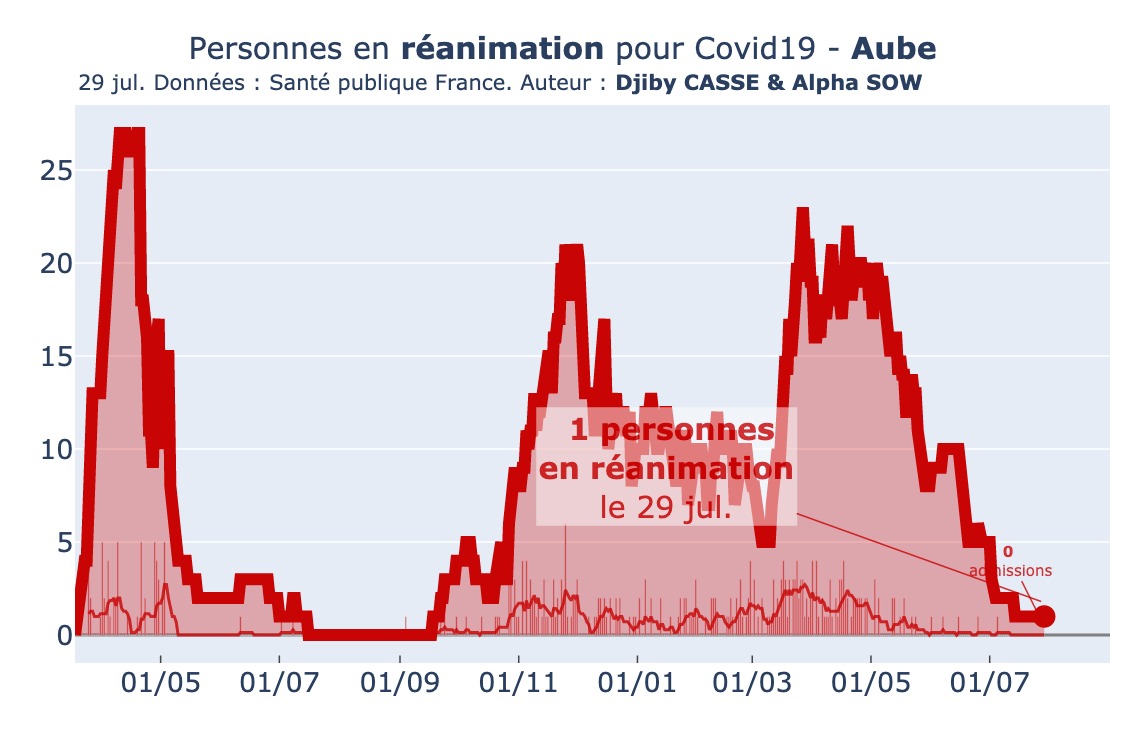 Personnes en réanimation pour Covid19 - Aube
29 jul. Données : Santé publique France. Auteur : Djiby CASSE & Alpha SOW
25
20
15
10
5
0
1 personnes
en réanimation
le 29 jul.
0
admissions
01/05 01/07 01/09 01/11 01/01 01/03 01/05 01/07